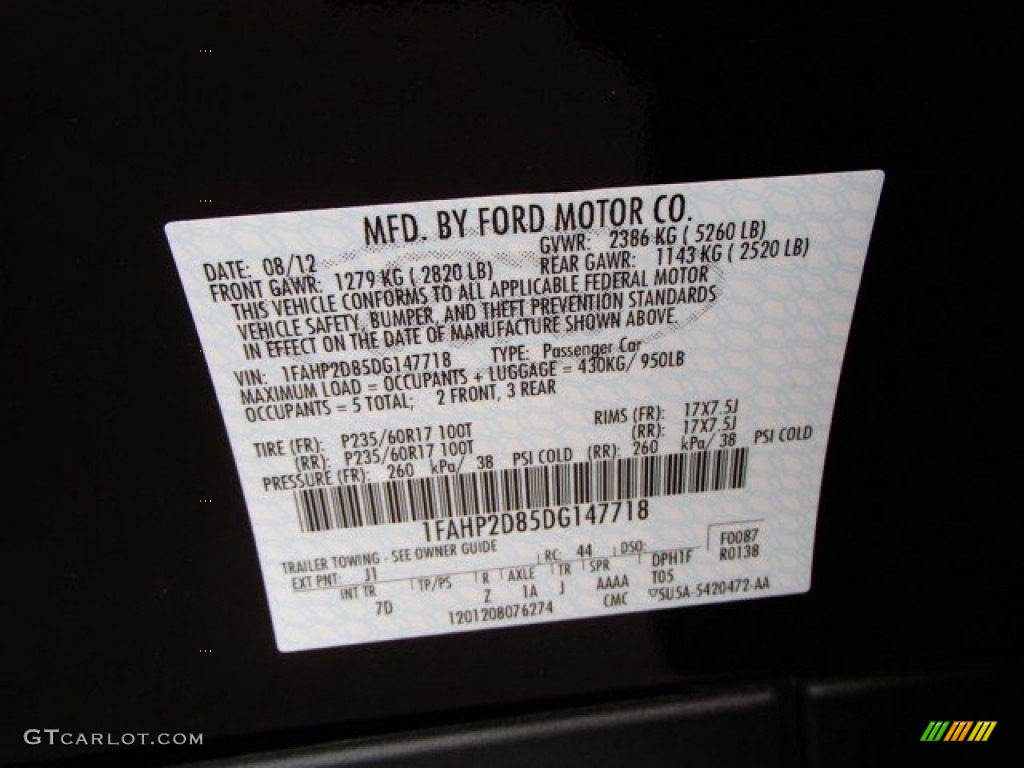 MFD. BY FORD MOTOR CO.
DATE: 08/12 GVWR: 2386 KG ( 5260 LB)
FRONT GAWR: 1279 KG ( 2820 LB) REAR GAWR: 1143 KG ( 2520 LB)
THIS VEHICLE CONFORMS TO ALL APPLICABLE FEDERAL MOTOR
VEHICLE SAFETY, BUMPER, AND THEFT PREVENTION STANDARDS
IN EFFECT ON THE DATE OF MANUFACTURE SHOWN ABOVE.
VIN: 1FAHP2D85DG147718 TYPE: Passenger Car
MAXIMUM LOAD = OCCUPANTS + LUGGAGE = 430KG/ 950LB
OCCUPANTS = 5 TOTAL; 2 FRONT, 3 REAR
TIRE (FR): P235/60R17 100T RIMS (FR): 17X7.5J
(RR): P235/60R17 100T (RR): 17X7.5J
PRESSURE (FR): 260 kPa/ 38 PSI COLD (RR): 260 kPa/ 38 PSI COLD
1FAHP2D85DG147718
TRAILER TOWING - SEE OWNER GUIDE F0087
EXT PNT: J1 RC: 44 DSO: R0138
INT TR TP/PS R AXLE TR SPR DPH1F
7D Z 1A J AAAA T05
1201208076274 CMC ▽5U5A-5420472-AA
GTCARLOT.COM